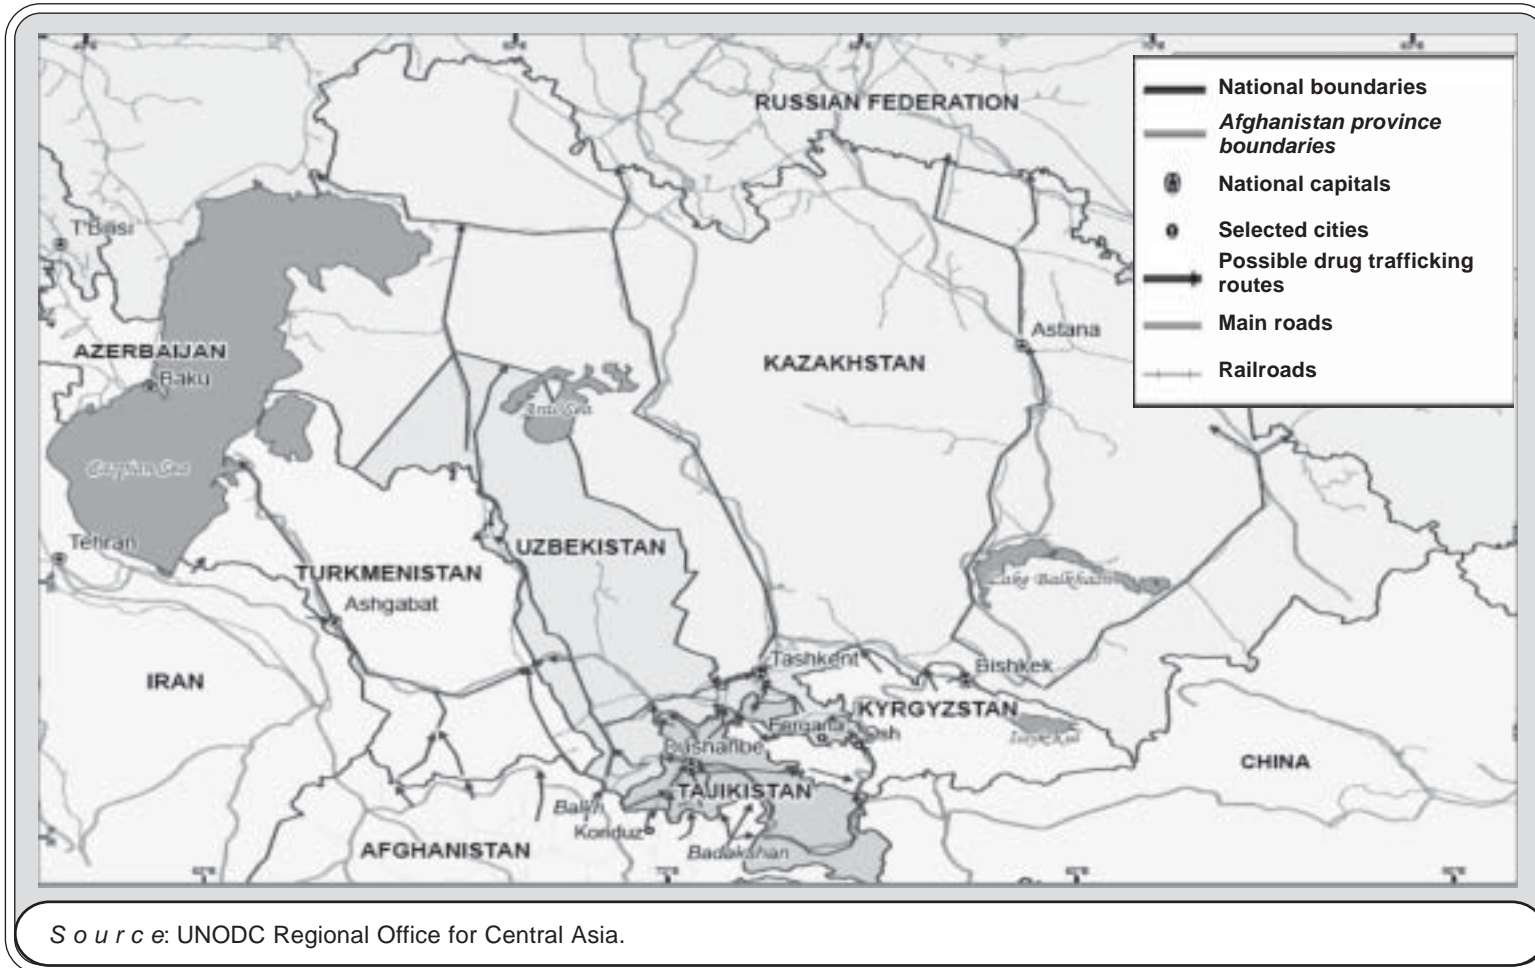 RUSSIAN FEDERATION
National boundaries
Afghanistan province
boundaries
National capitals
Selected cities
Possible drug trafficking
routes
Main roads
Railroads
T'Bilisi
Astana
AZERBAIJAN
Baku
KAZAKHSTAN
Aral Sea
Caspian Sea
Tehran
UZBEKISTAN
TURKMENISTAN
Ashgabat
Lake Balkhash
IRAN
Tashkent
Bishkek
KYRGYZSTAN
Fergana
Osh
Dushanbe
CHINA
TAJIKISTAN
Balkh
Konduz
AFGHANISTAN
Badakshan
Source: UNODC Regional Office for Central Asia.